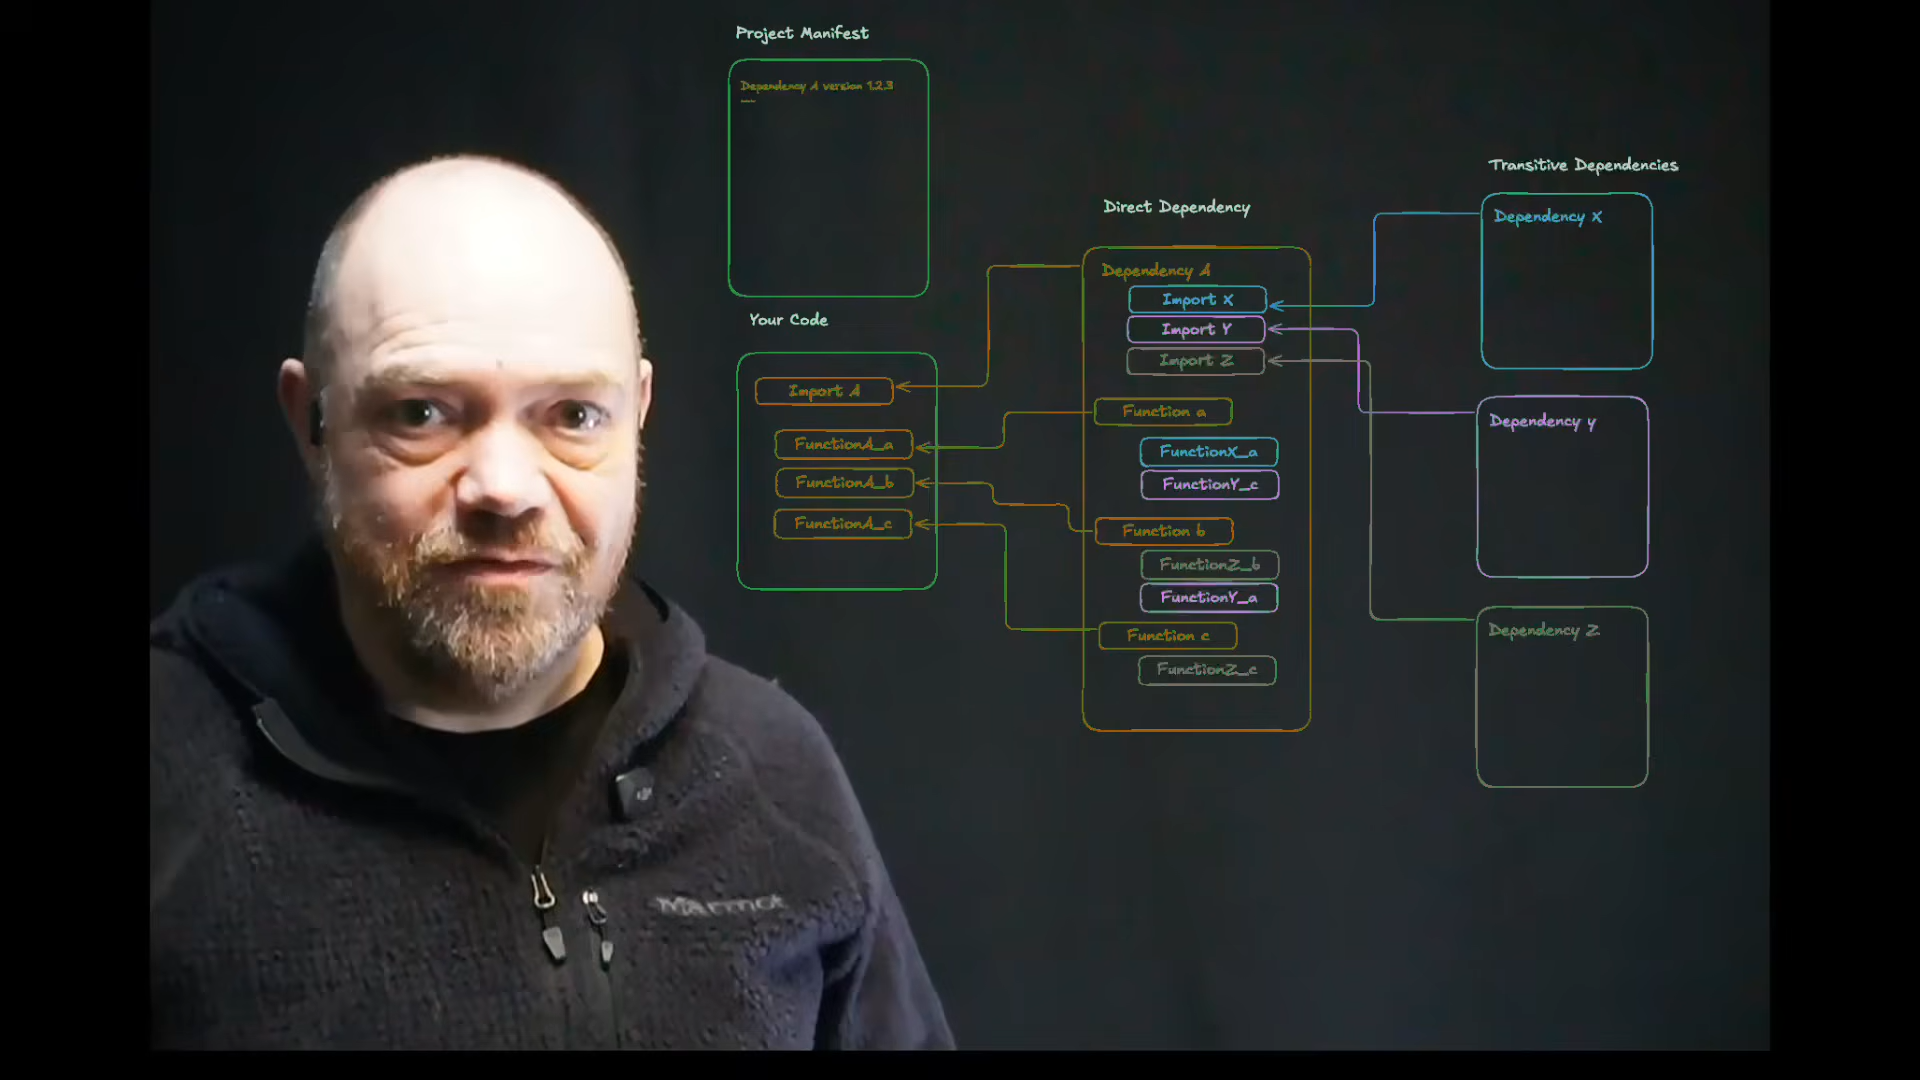 Project Manifest
Dependency A version 1.2.3
Your Code
Import A
FunctionA_a
FunctionA_b
FunctionA_c
Direct Dependency
Dependency A
Import X
Import Y
Import Z
Function a
FunctionX_a
FunctionY_c
Function b
FunctionZ_b
FunctionY_a
Function c
FunctionZ_c
Transitive Dependencies
Dependency X
Dependency y
Dependency Z
Marmot